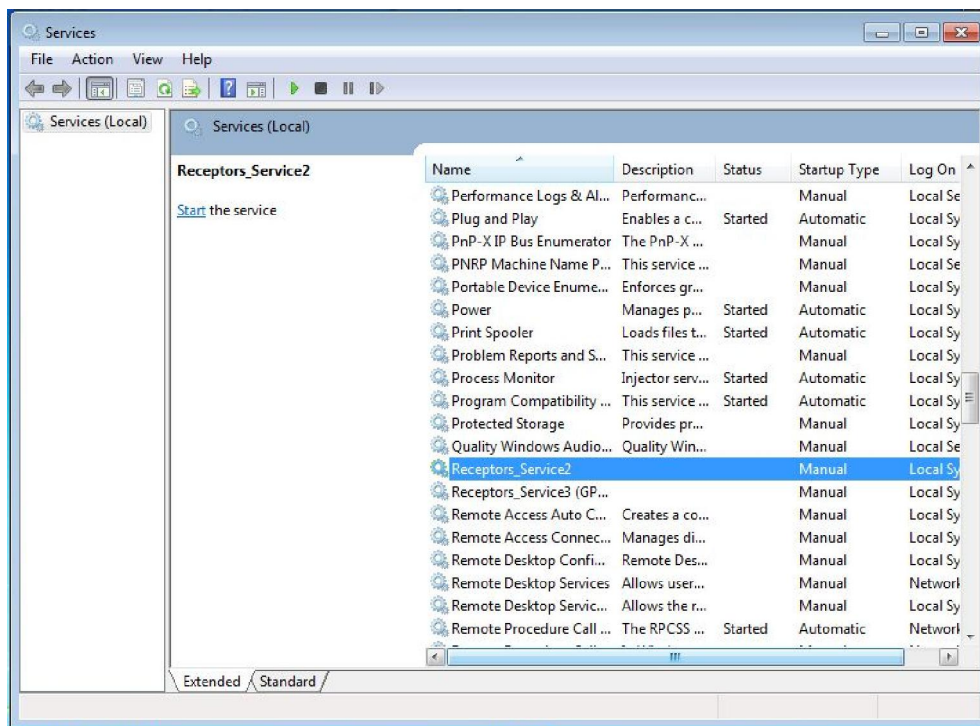 Services
File Action View Help
Services (Local)
Services (Local)
Receptors_Service2
Start the service
Name Description Status Startup Type Log On
Performance Logs & Al... Performanc... Manual Local Se
Plug and Play Enables a c... Started Automatic Local Sy
PnP-X IP Bus Enumerator The PnP-X ... Manual Local Sy
PNRP Machine Name P... This service ... Manual Local Se
Portable Device Enume... Enforces gr... Manual Local Sy
Power Manages p... Started Automatic Local Sy
Print Spooler Loads files t... Started Automatic Local Sy
Problem Reports and S... This service ... Manual Local Sy
Process Monitor Injector serv... Started Automatic Local Sy
Program Compatibility ... This service ... Started Automatic Local Sy
Protected Storage Provides pr... Manual Local Sy
Quality Windows Audio... Quality Win... Manual Local Se
Receptors_Service2 Manual Local Sy
Receptors_Service3 (GP... Manual Local Sy
Remote Access Auto C... Creates a co... Manual Local Sy
Remote Access Connec... Manages di... Manual Local Sy
Remote Desktop Confi... Remote Des... Manual Local Sy
Remote Desktop Services Allows user... Manual Network
Remote Desktop Servic... Allows the r... Manual Local Sy
Remote Procedure Call ... The RPCSS ... Started Automatic Network
Extended Standard